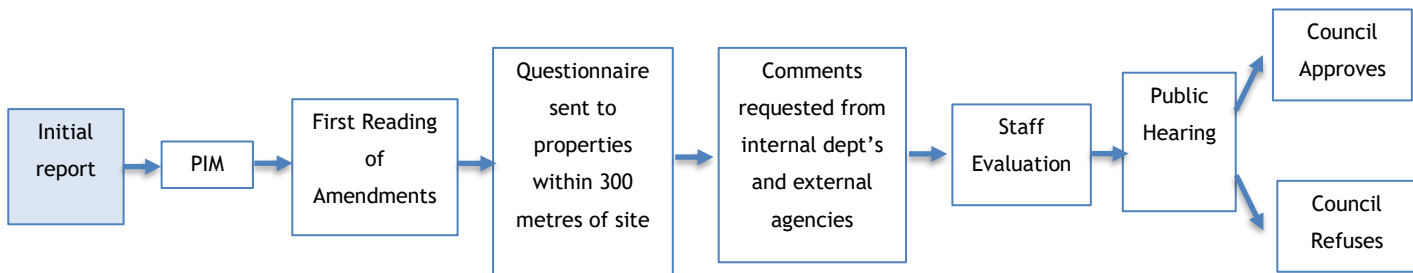 Initial
report
PIM
First Reading
of
Amendments
Questionnaire
sent to
properties
within 300
metres of site
Comments
requested from
internal dept’s
and external
agencies
Staff
Evaluation
Public
Hearing
Council
Approves
Council
Refuses